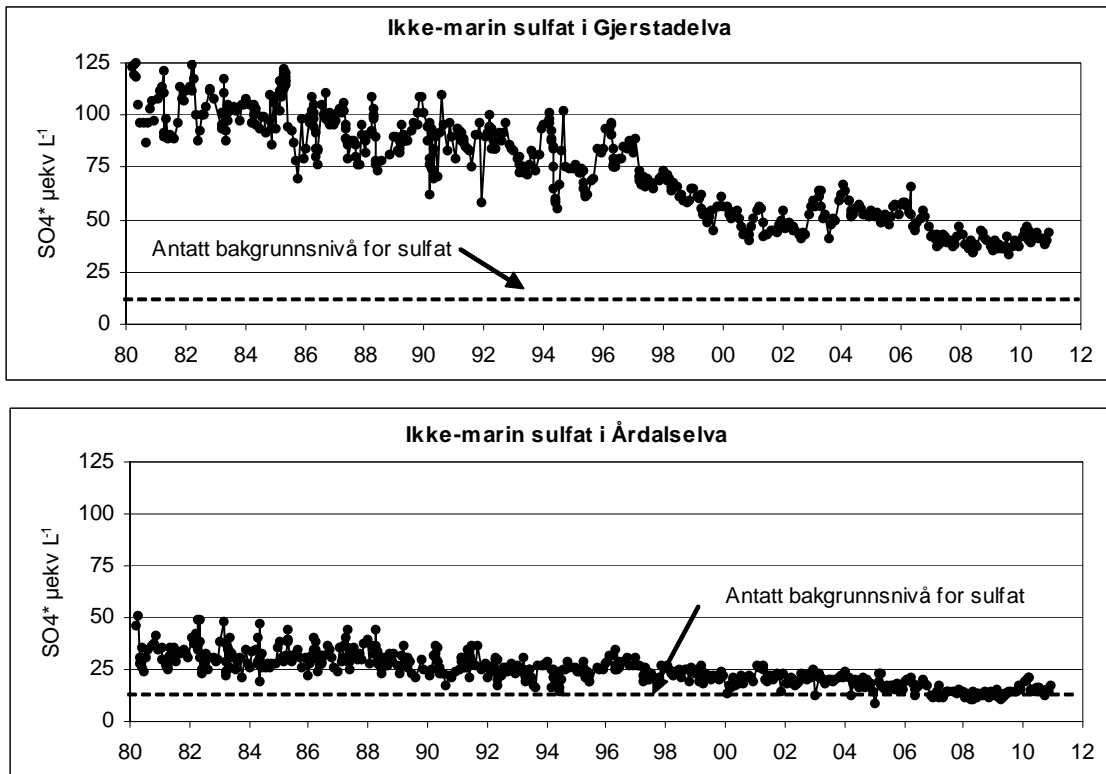 Ikke-marin sulfat i Gjerstadelva
125
100
75
50
25
0
SO4* µekv L-1
Antatt bakgrunnsnivå for sulfat
80 82 84 86 88 90 92 94 96 98 00 02 04 06 08 10 12
Ikke-marin sulfat i Årdalselva
125
100
75
50
25
0
SO4* µekv L-1
Antatt bakgrunnsnivå for sulfat
80 82 84 86 88 90 92 94 96 98 00 02 04 06 08 10 12